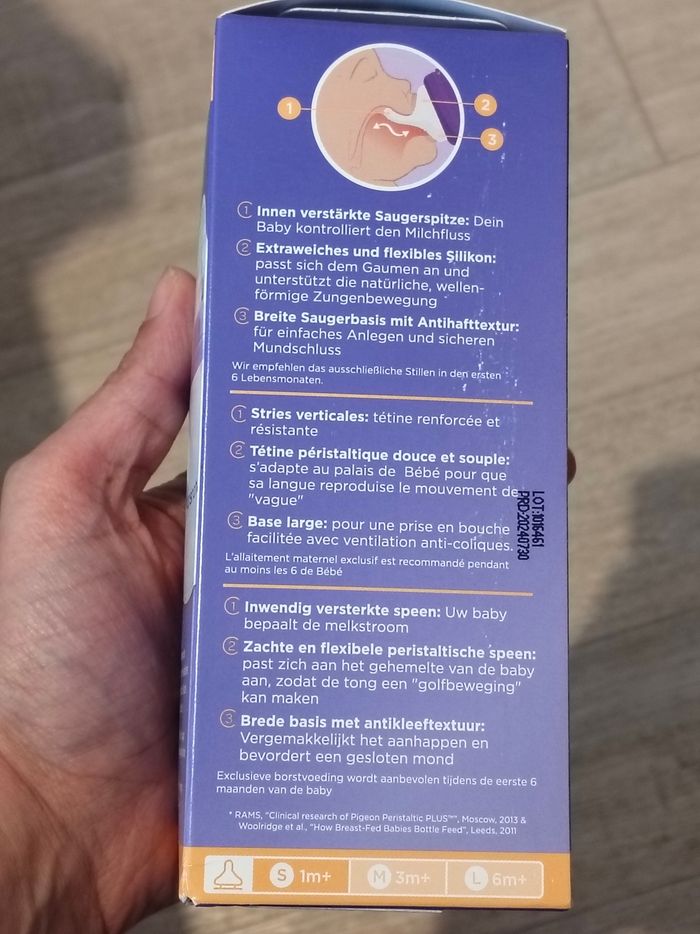 1
2
3
1 Innen verstärkte Saugerspitze: Dein
Baby kontrolliert den Milchfluss
2 Extraweiches und flexibles Silikon:
passt sich dem Gaumen an und
unterstützt die natürliche, wellen-
förmige Zungenbewegung
3 Breite Saugerbasis mit Antihafttextur:
für einfaches Anlegen und sicheren
Mundschluss
Wir empfehlen das ausschließliche Stillen in den ersten
6 Lebensmonaten.
1 Stries verticales: tétine renforcée et
résistante
2 Tétine péristaltique douce et souple:
s'adapte au palais de Bébé pour que
sa langue reproduise le mouvement de
"vague"
3 Base large: pour une prise en bouche
facilitée avec ventilation anti-coliques.
L'allaitement maternel exclusif est recommandé pendant
au moins les 6 de Bébé
LOT:1016461
PRD:20240730
1 Inwendig versterkte speen: Uw baby
bepaalt de melkstroom
2 Zachte en flexibele peristaltische speen:
past zich aan het gehemelte van de baby
aan, zodat de tong een "golfbeweging"
kan maken
3 Brede basis met antikleeftextuur:
Vergemakkelijkt het aanhappen en
bevordert een gesloten mond
Exclusieve borstvoeding wordt aanbevolen tijdens de eerste 6
maanden van de baby
* RAMS, "Clinical research of Pigeon Peristaltic PLUS™", Moscow, 2013 &
Woolridge et al., "How Breast-Fed Babies Bottle Feed", Leeds, 2011
S 1m+ M 3m+ L 6m+